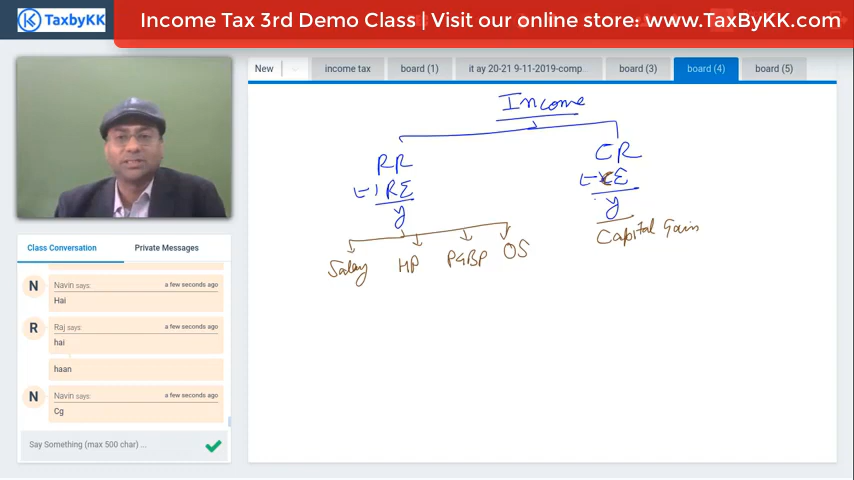 Income Tax 3rd Demo Class | Visit our online store: www.TaxByKK.com
TaxbyKK
New
income tax
board (1)
it ay 20-21 9-11-2019-comp...
board (3)
board (4)
board (5)
Income
RR
CR
(-) RE
(-) CE
y
y
Capital Gain
Salary
HP
PGBP
OS
Class Conversation
Private Messages
N
Navin says:
a few seconds ago
Hai
R
Raj says:
a few seconds ago
hai
haan
N
Navin says:
a few seconds ago
Cg
Say Something (max 500 char) ...